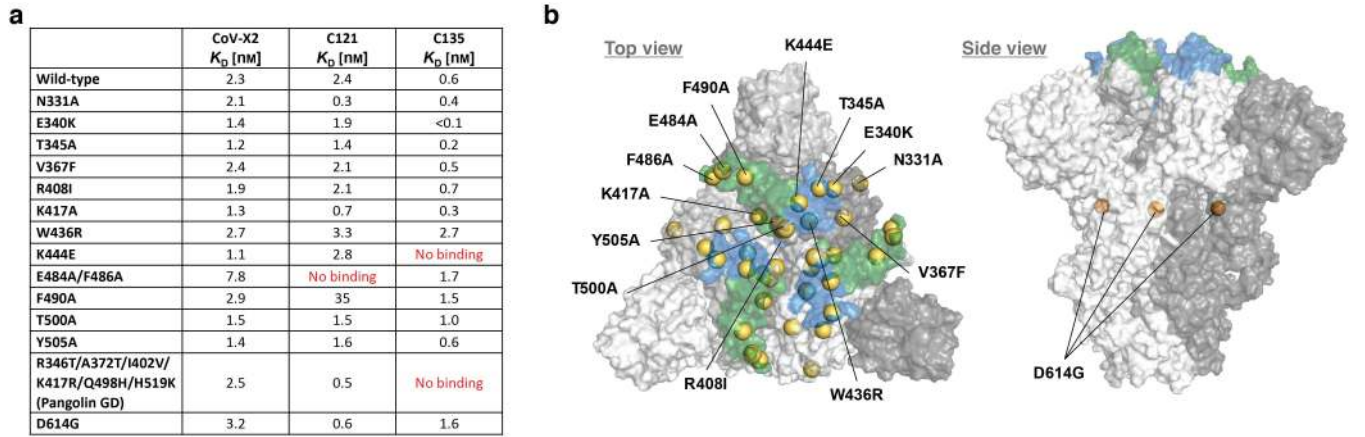 a
CoV-X2 C121 C135
KD [nM] KD [nM] KD [nM]
Wild-type 2.3 2.4 0.6
N331A 2.1 0.3 0.4
E340K 1.4 1.9 <0.1
T345A 1.2 1.4 0.2
V367F 2.4 2.1 0.5
R408I 1.9 2.1 0.7
K417A 1.3 0.7 0.3
W436R 2.7 3.3 2.7
K444E 1.1 2.8 No binding
E484A/F486A 7.8 No binding 1.7
F490A 2.9 35 1.5
T500A 1.5 1.5 1.0
Y505A 1.4 1.6 0.6
R346T/A372T/I402V/
K417R/Q498H/H519K 2.5 0.5 No binding
(Pangolin GD)
D614G 3.2 0.6 1.6
b
Top view
K444E
F490A
T345A
E484A
E340K
F486A
N331A
K417A
Y505A
V367F
T500A
R408I
W436R
Side view
D614G